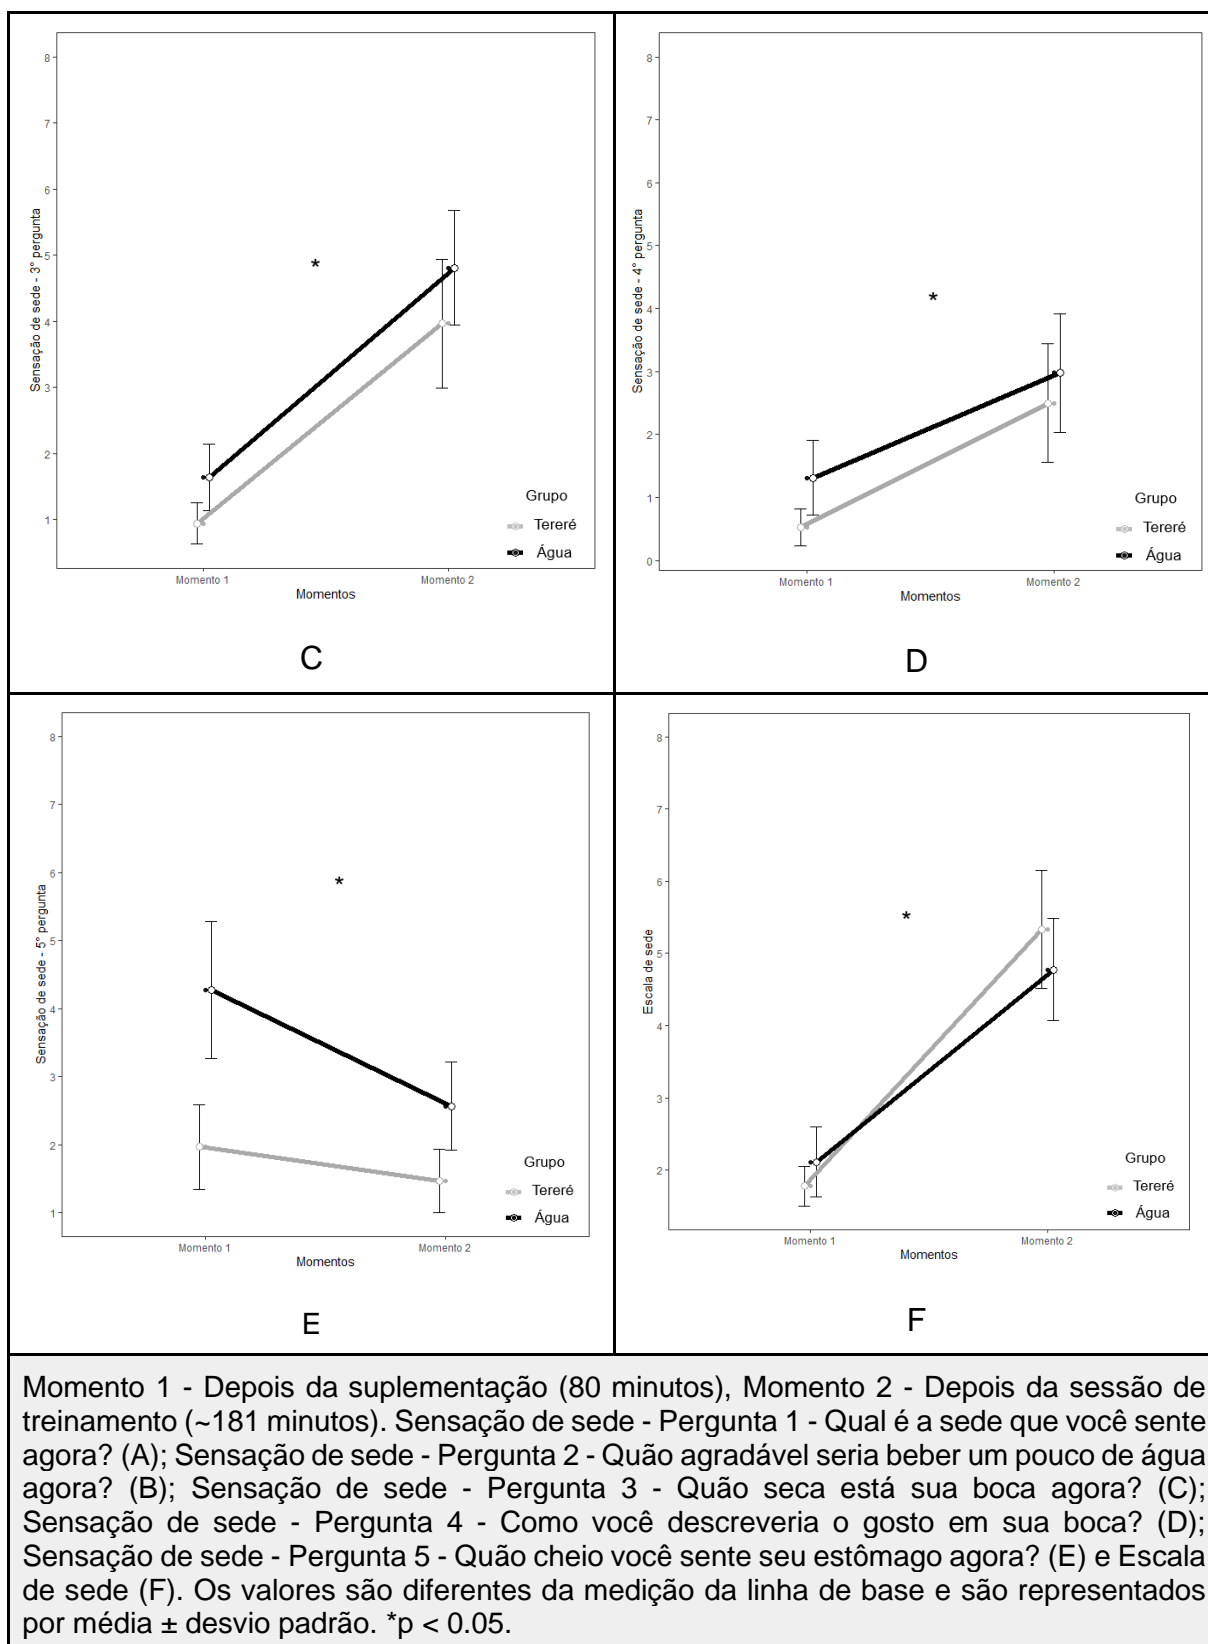 8
7
6
5
4
3
2
1
Sensação de sede - 3° pergunta
*
Grupo
Tereré
Água
Momento 1
Momento 2
Momentos
C
8
7
6
5
4
3
2
1
0
Sensação de sede - 4° pergunta
*
Grupo
Tereré
Água
Momento 1
Momento 2
Momentos
D
8
7
6
5
4
3
2
1
Sensação de sede - 5° pergunta
*
Grupo
Tereré
Água
Momento 1
Momento 2
Momentos
E
8
7
6
5
4
3
2
Escala de sede
*
Grupo
Tereré
Água
Momento 1
Momento 2
Momentos
F
Momento 1 - Depois da suplementação (80 minutos), Momento 2 - Depois da sessão de
treinamento (~181 minutos). Sensação de sede - Pergunta 1 - Qual é a sede que você sente
agora? (A); Sensação de sede - Pergunta 2 - Quão agradável seria beber um pouco de água
agora? (B); Sensação de sede - Pergunta 3 - Quão seca está sua boca agora? (C);
Sensação de sede - Pergunta 4 - Como você descreveria o gosto em sua boca? (D);
Sensação de sede - Pergunta 5 - Quão cheio você sente seu estômago agora? (E) e Escala
de sede (F). Os valores são diferentes da medição da linha de base e são representados
por média ± desvio padrão. *p < 0.05.